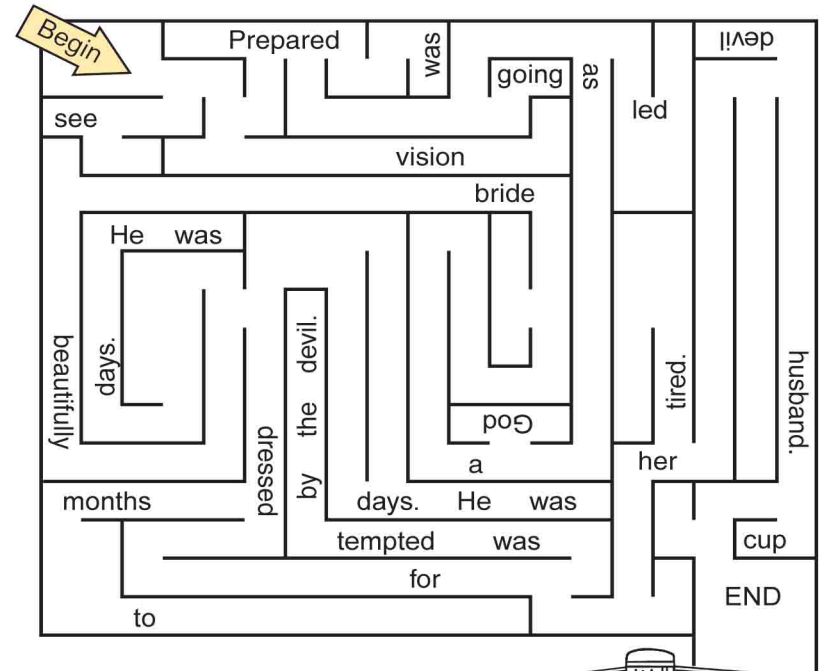 Begin
Prepared
was
going
as
led
devil
see
vision
bride
He was
beautifully
days.
dressed
by the devil.
God
tired.
husband.
a
her
months
days. He was
tempted was
cup
for
END
to